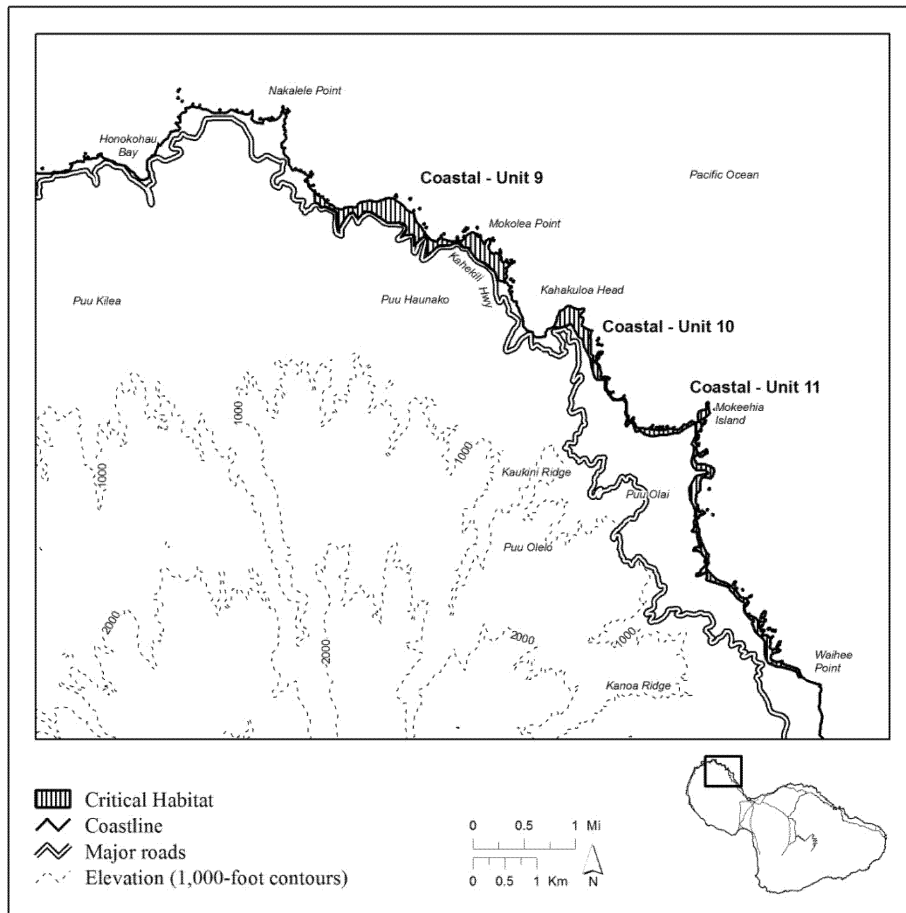 Nakalele Point
Honokohau
Bay
Coastal - Unit 9
Pacific Ocean
Mokolea Point
Kahekili Hwy
Puu Kilea
Puu Haunako
Kahakuloa Head
Coastal - Unit 10
Coastal - Unit 11
Mokeehia
Island
1000
1000
1000
Kaukini Ridge
Puu Olai
Puu Olelo
2000
2000
2000
1000
Waihee
Point
Kanoa Ridge
Critical Habitat
Coastline
Major roads
Elevation (1,000-foot contours)
0 0.5 1 Mi
0 0.5 1 Km
N